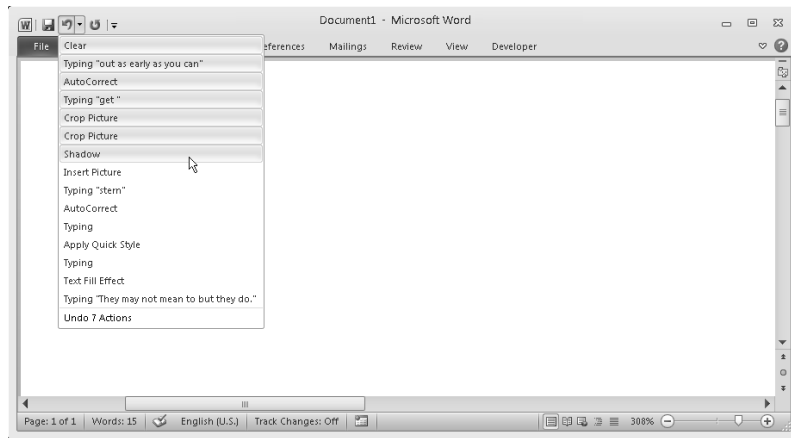 W Document1 - Microsoft Word
File eferences Mailings Review View Developer
Clear
Typing "out as early as you can"
AutoCorrect
Typing "get "
Crop Picture
Crop Picture
Shadow
Insert Picture
Typing "stern"
AutoCorrect
Typing
Apply Quick Style
Typing
Text Fill Effect
Typing "They may not mean to but they do."
Undo 7 Actions
Page: 1 of 1 Words: 15 English (U.S.) Track Changes: Off 308%